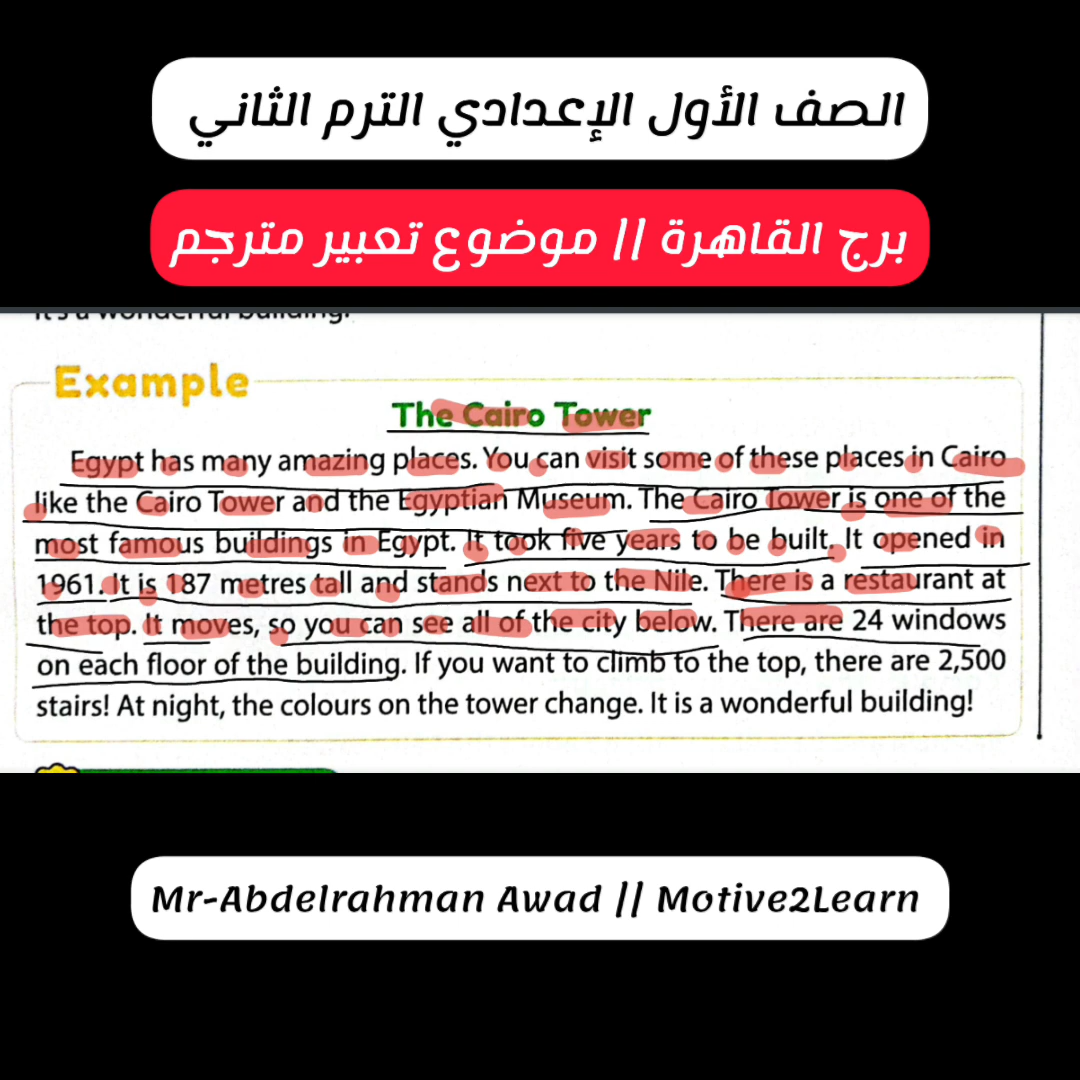 الصف الأول الإعدادي الترم الثاني
برج القاهرة // موضوع تعبير مترجم
It's a wonderful building!
Example
The Cairo Tower
Egypt has many amazing places. You can visit some of these places in Cairo
like the Cairo Tower and the Egyptian Museum. The Cairo Tower is one of the
most famous buildings in Egypt. It took five years to be built. It opened in
1961. It is 187 metres tall and stands next to the Nile. There is a restaurant at
the top. It moves, so you can see all of the city below. There are 24 windows
on each floor of the building. If you want to climb to the top, there are 2,500
stairs! At night, the colours on the tower change. It is a wonderful building!
Mr-Abdelrahman Awad // Motive2Learn